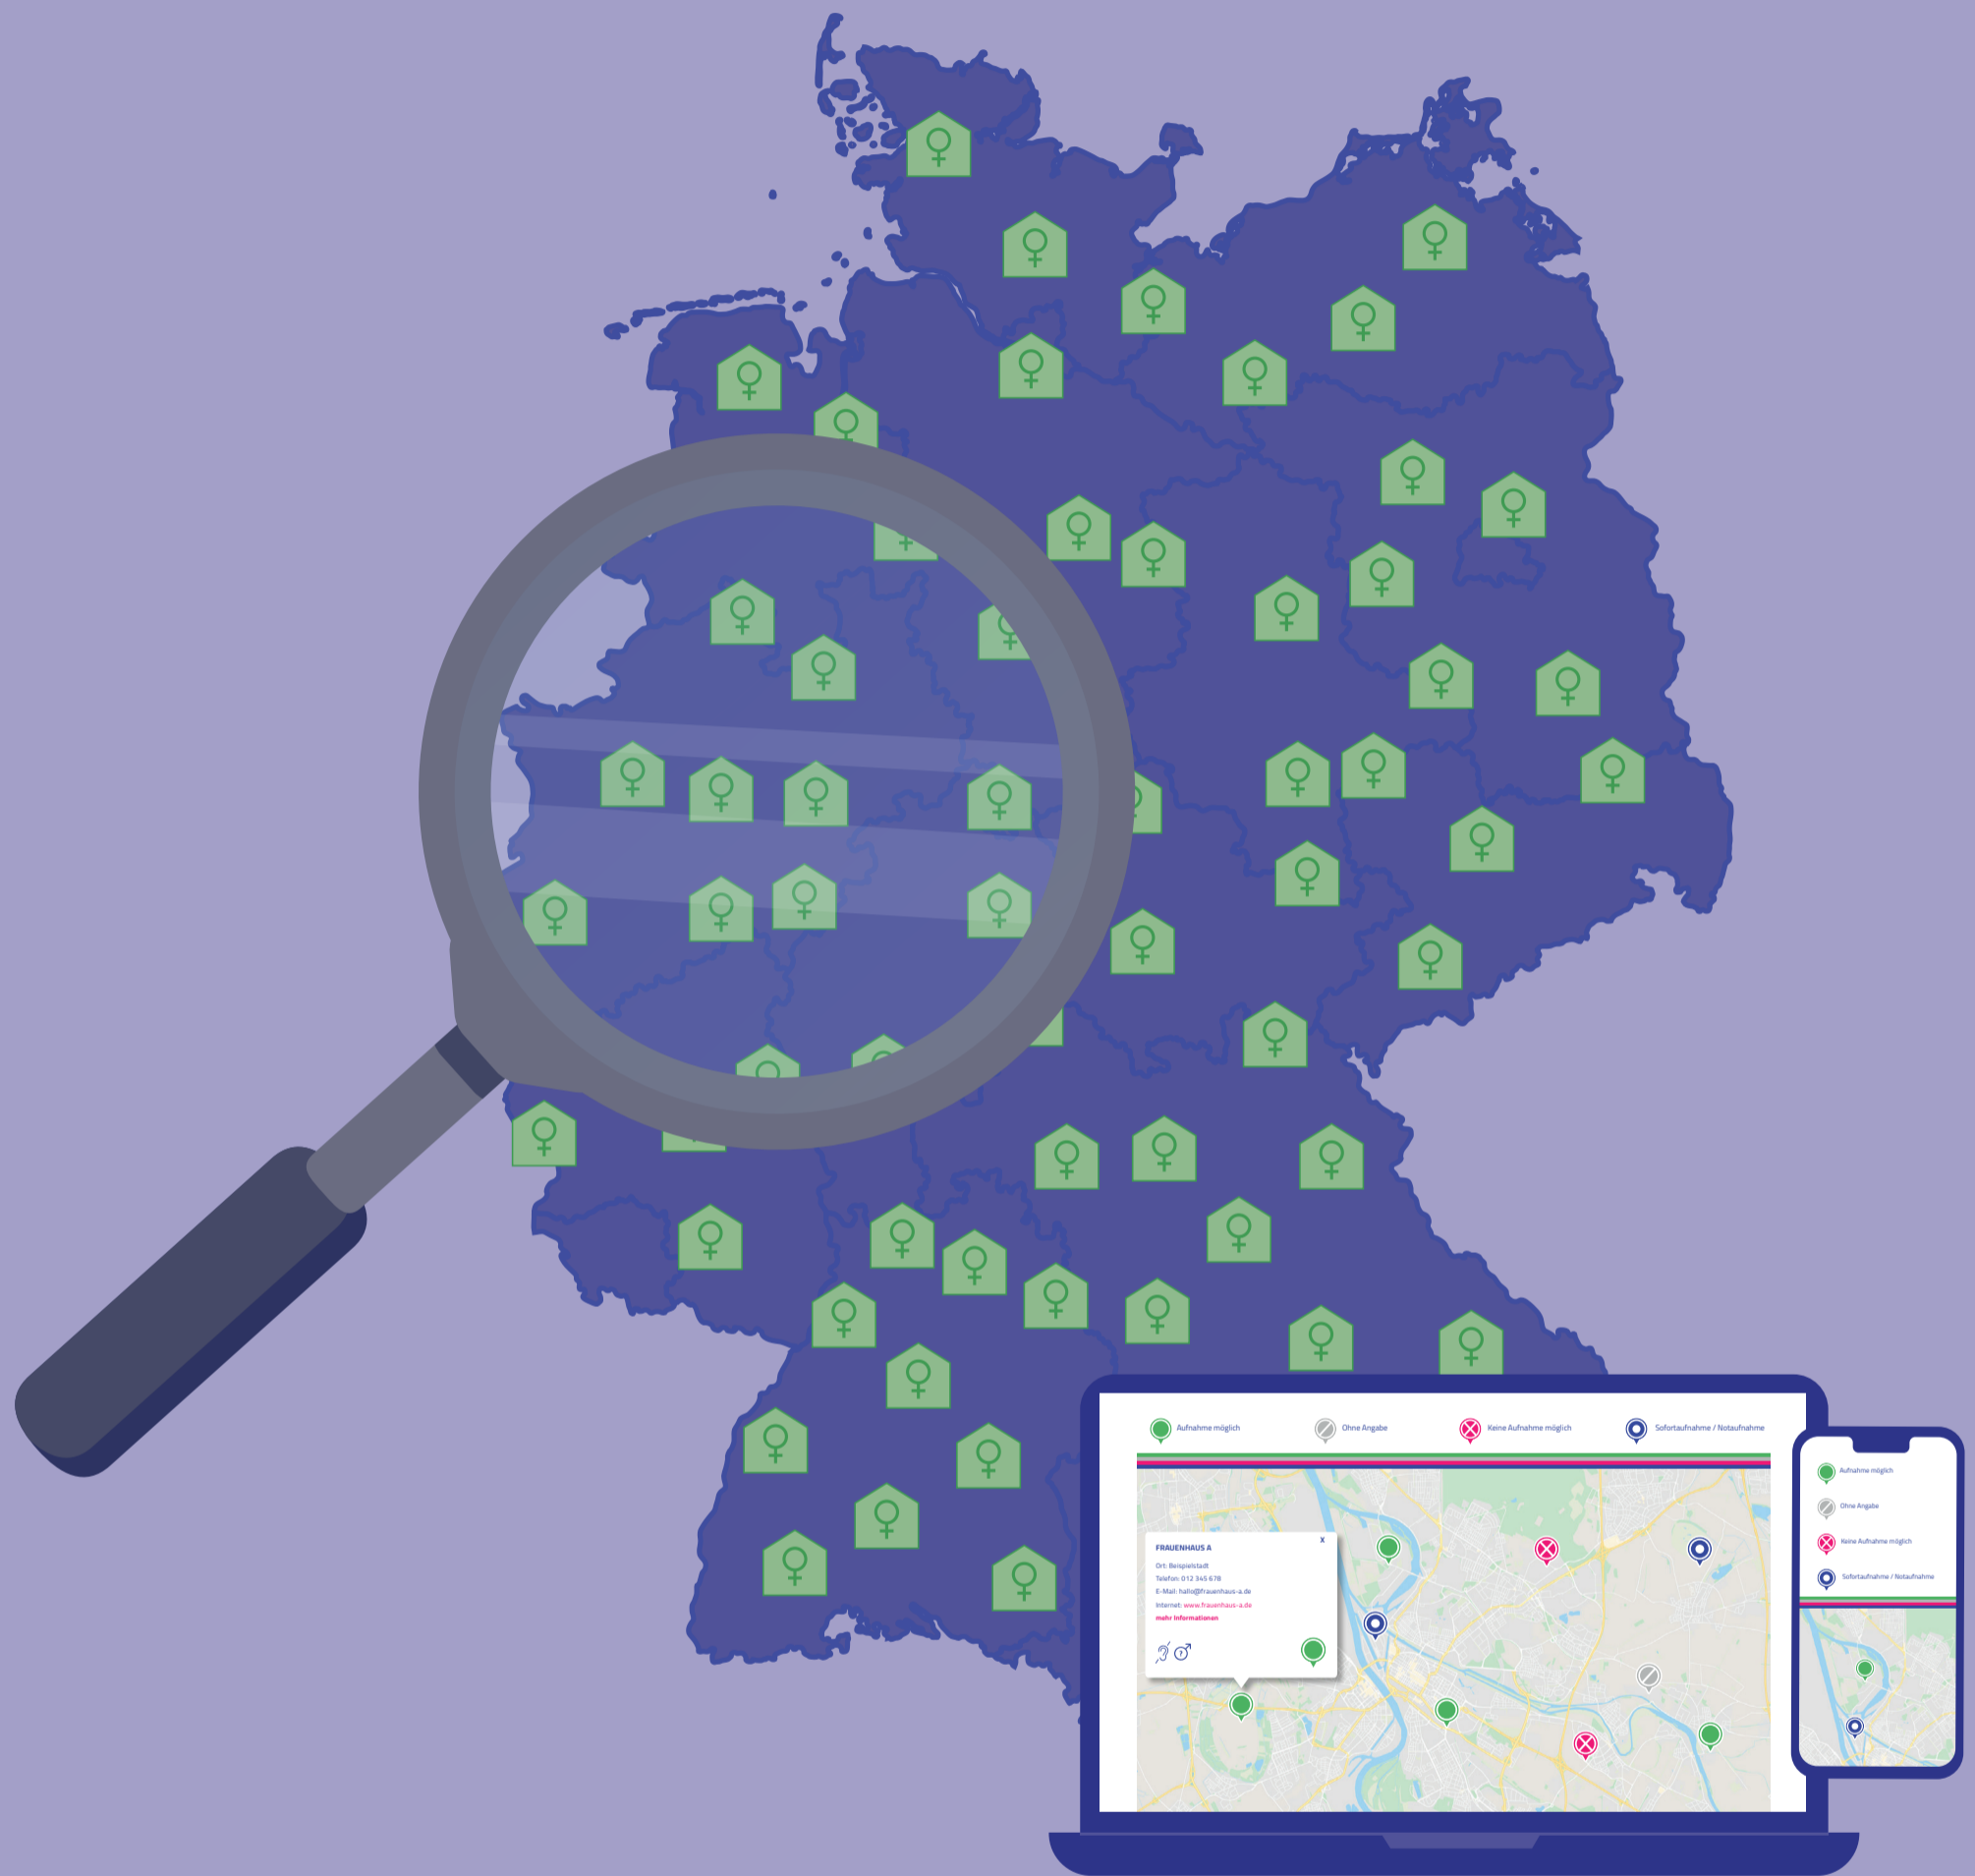 Aufnahme möglich
Ohne Angabe
Keine Aufnahme möglich
Sofortaufnahme / Notaufnahme
X
FRAUENHAUS A
Ort: Beispielstadt
Telefon: 012 345 678
E-Mail: hallo@frauenhaus-a.de
Internet: www.frauenhaus-a.de
mehr Informationen
Aufnahme möglich
Ohne Angabe
Keine Aufnahme möglich
Sofortaufnahme / Notaufnahme